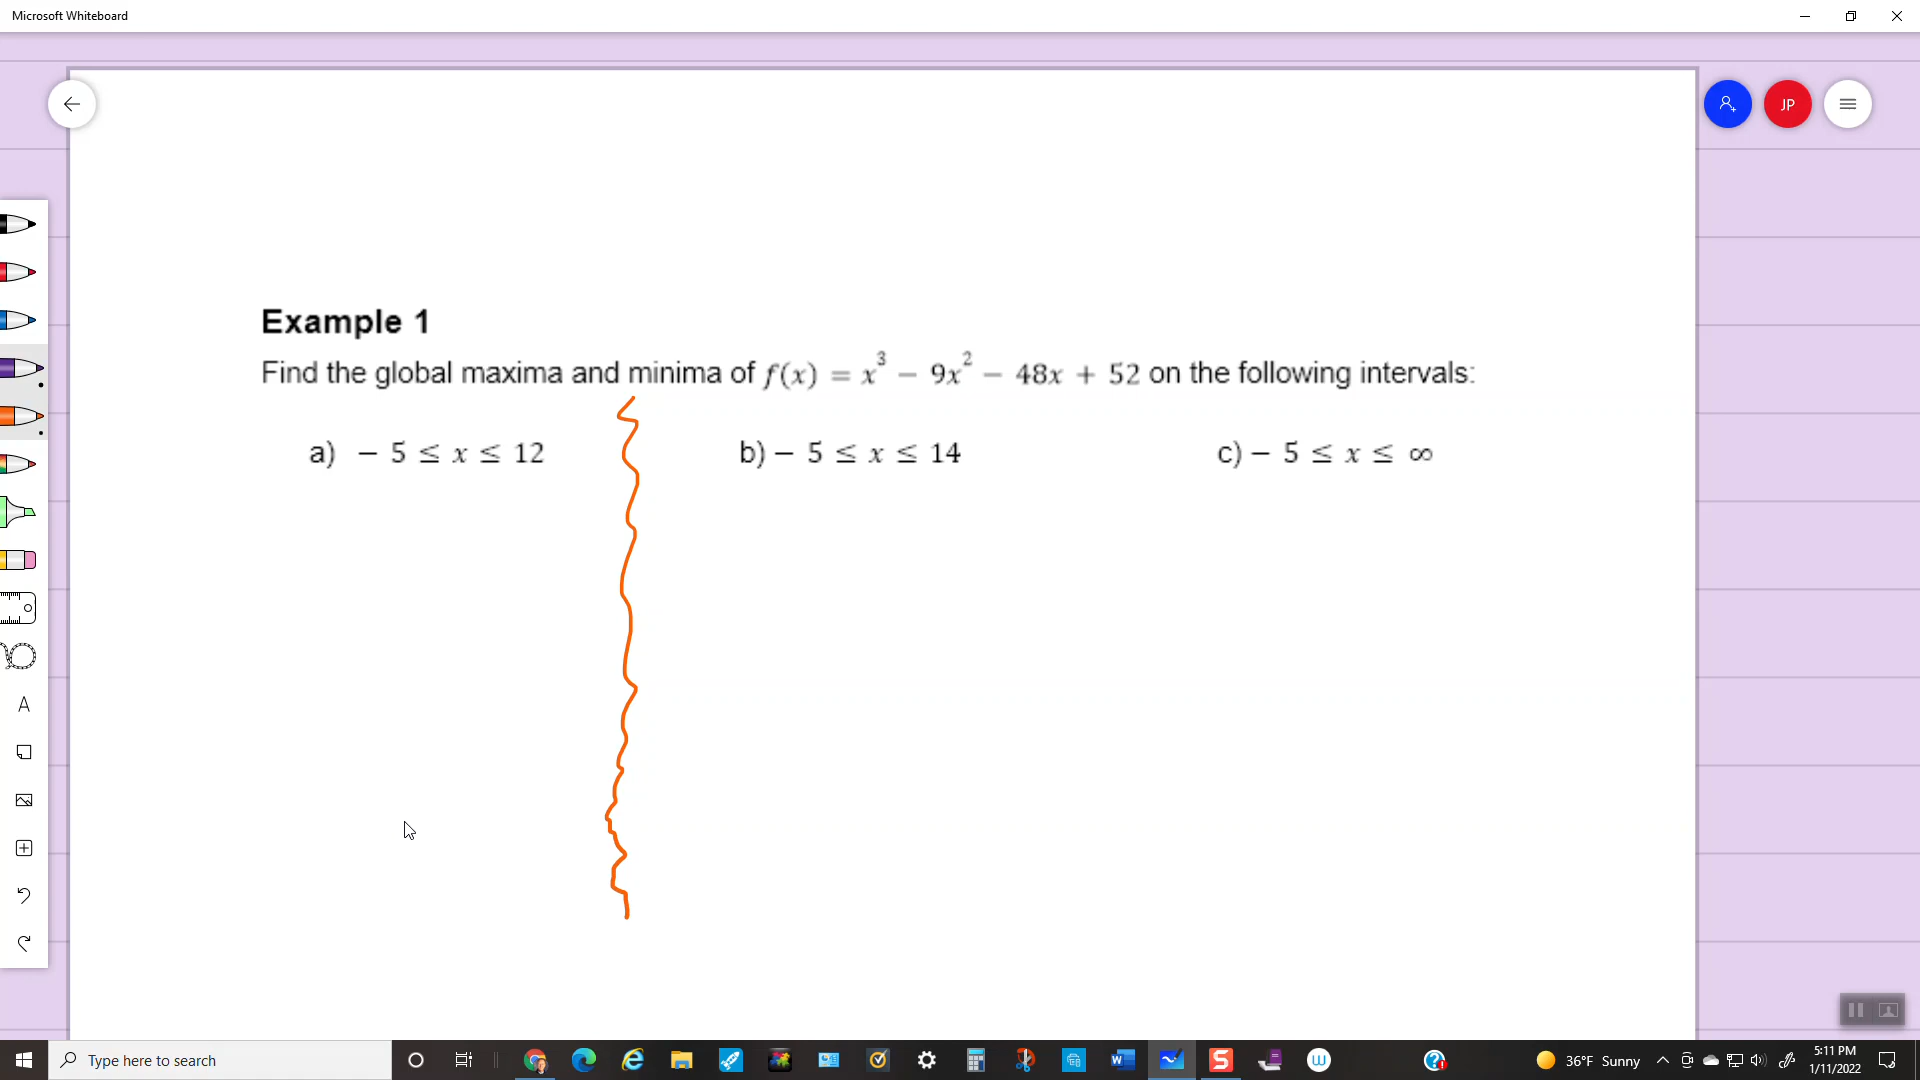 Microsoft Whiteboard
JP
Example 1
Find the global maxima and minima of f(x) = x³ − 9x² − 48x + 52 on the following intervals:
a) − 5 ≤ x ≤ 12
b) − 5 ≤ x ≤ 14
c) − 5 ≤ x ≤ ∞
A
Type here to search
36°F Sunny
5:11 PM
1/11/2022